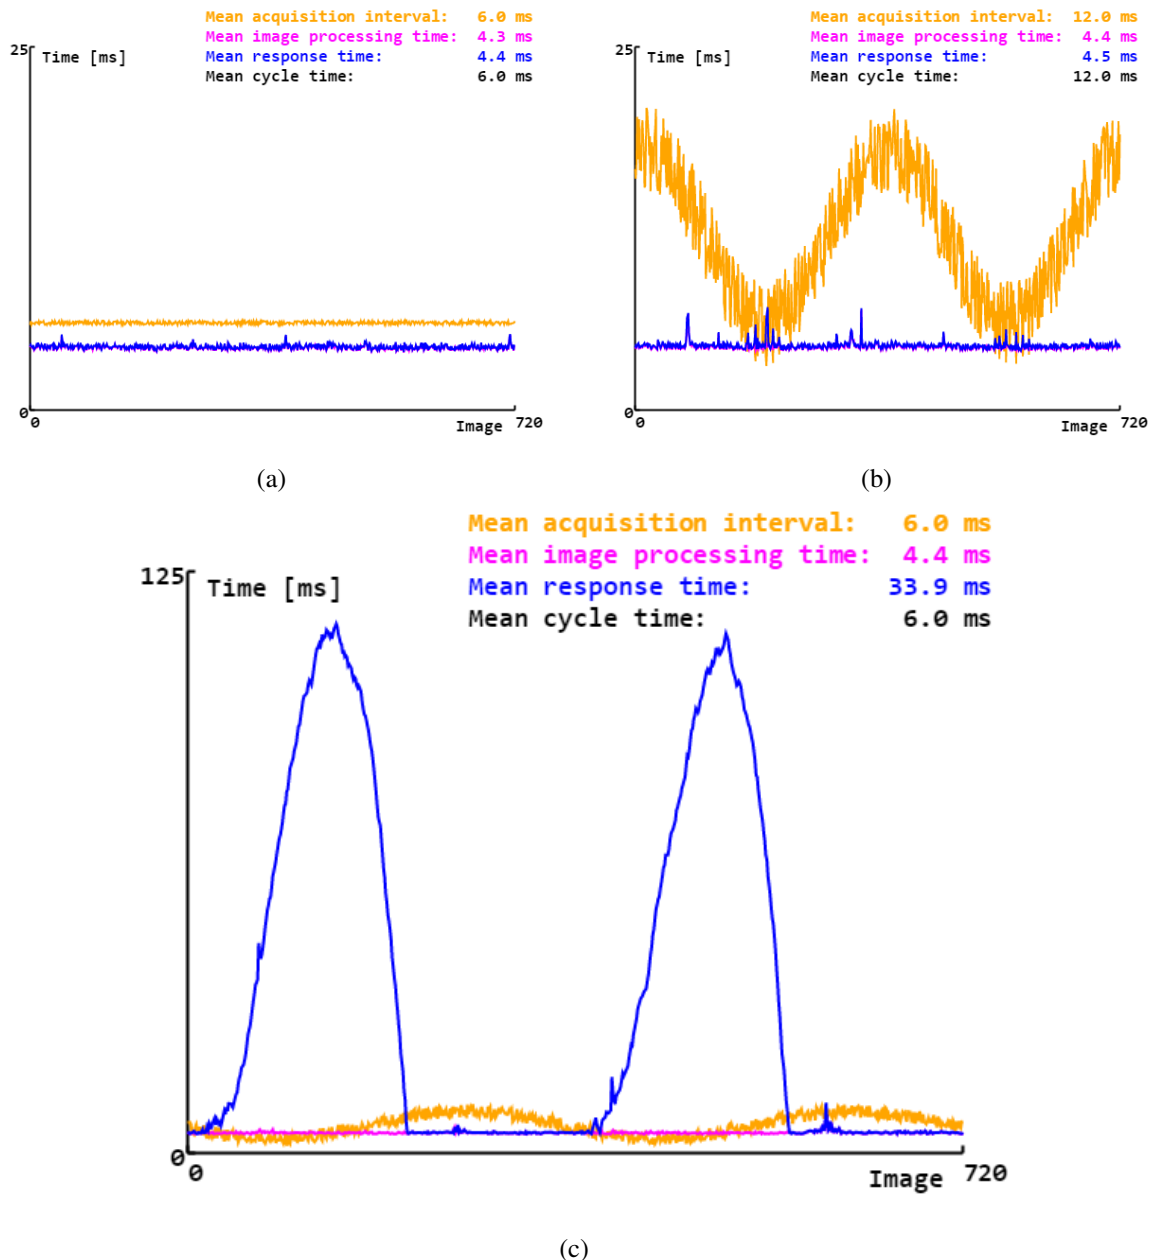 Mean acquisition interval: 6.0 ms
Mean image processing time: 4.3 ms
Mean response time: 4.4 ms
Mean cycle time: 6.0 ms
25
Time [ms]
0
0
Image
720
(a)
Mean acquisition interval: 12.0 ms
Mean image processing time: 4.4 ms
Mean response time: 4.5 ms
Mean cycle time: 12.0 ms
25
Time [ms]
0
0
Image
720
(b)
Mean acquisition interval: 6.0 ms
Mean image processing time: 4.4 ms
Mean response time: 33.9 ms
Mean cycle time: 6.0 ms
125
Time [ms]
0
0
Image
720
(c)